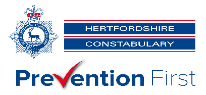 HERTFORDSHIRE
CONSTABULARY
Prevention First